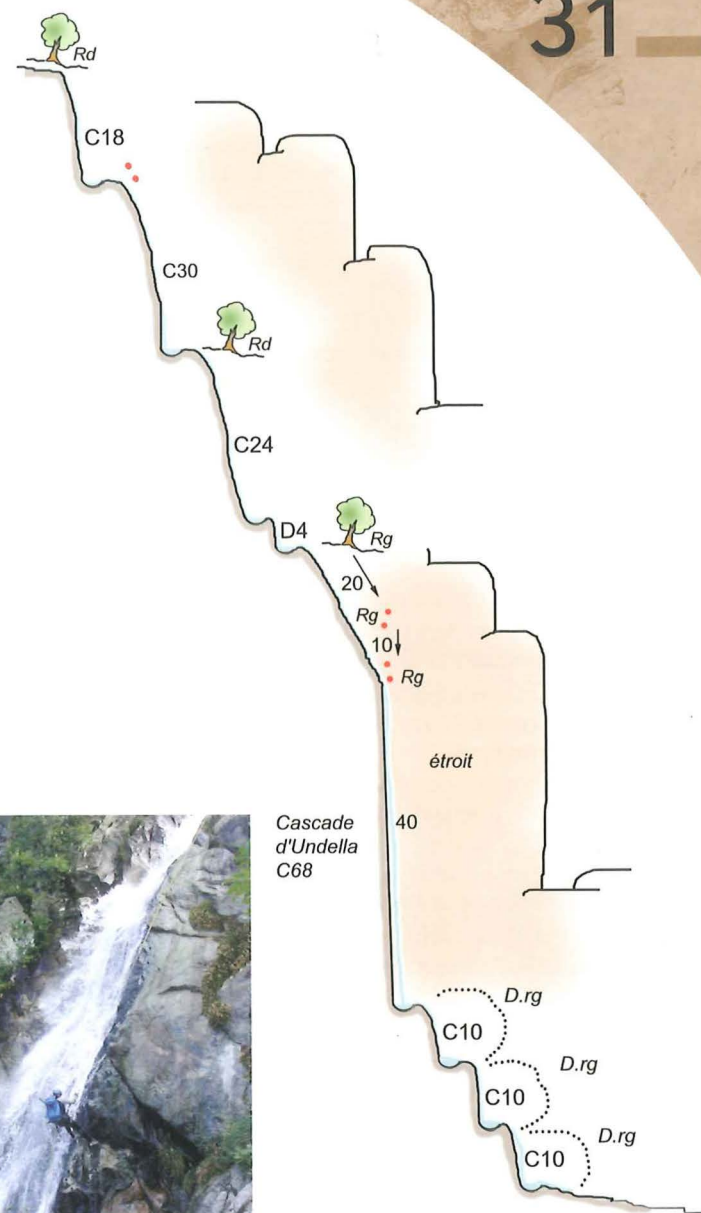 31
Rd
C18
C30
Rd
C24
D4
Rg
20
Rg
10
Rg
étroit
Cascade
d'Undella
C68
40
D.rg
C10
D.rg
C10
D.rg
C10